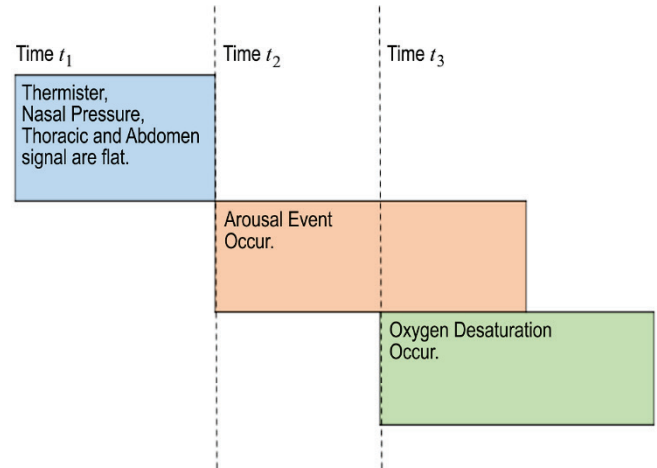 Time t₁
Time t₂
Time t₃
Thermister,
Nasal Pressure,
Thoracic and Abdomen
signal are flat.
Arousal Event
Occur.
Oxygen Desaturation
Occur.